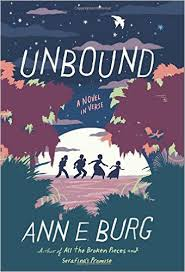 UNBOUND
A NOVEL
IN VERSE
ANN E BURG
Author of All the Broken Pieces and
Serafina's Promise